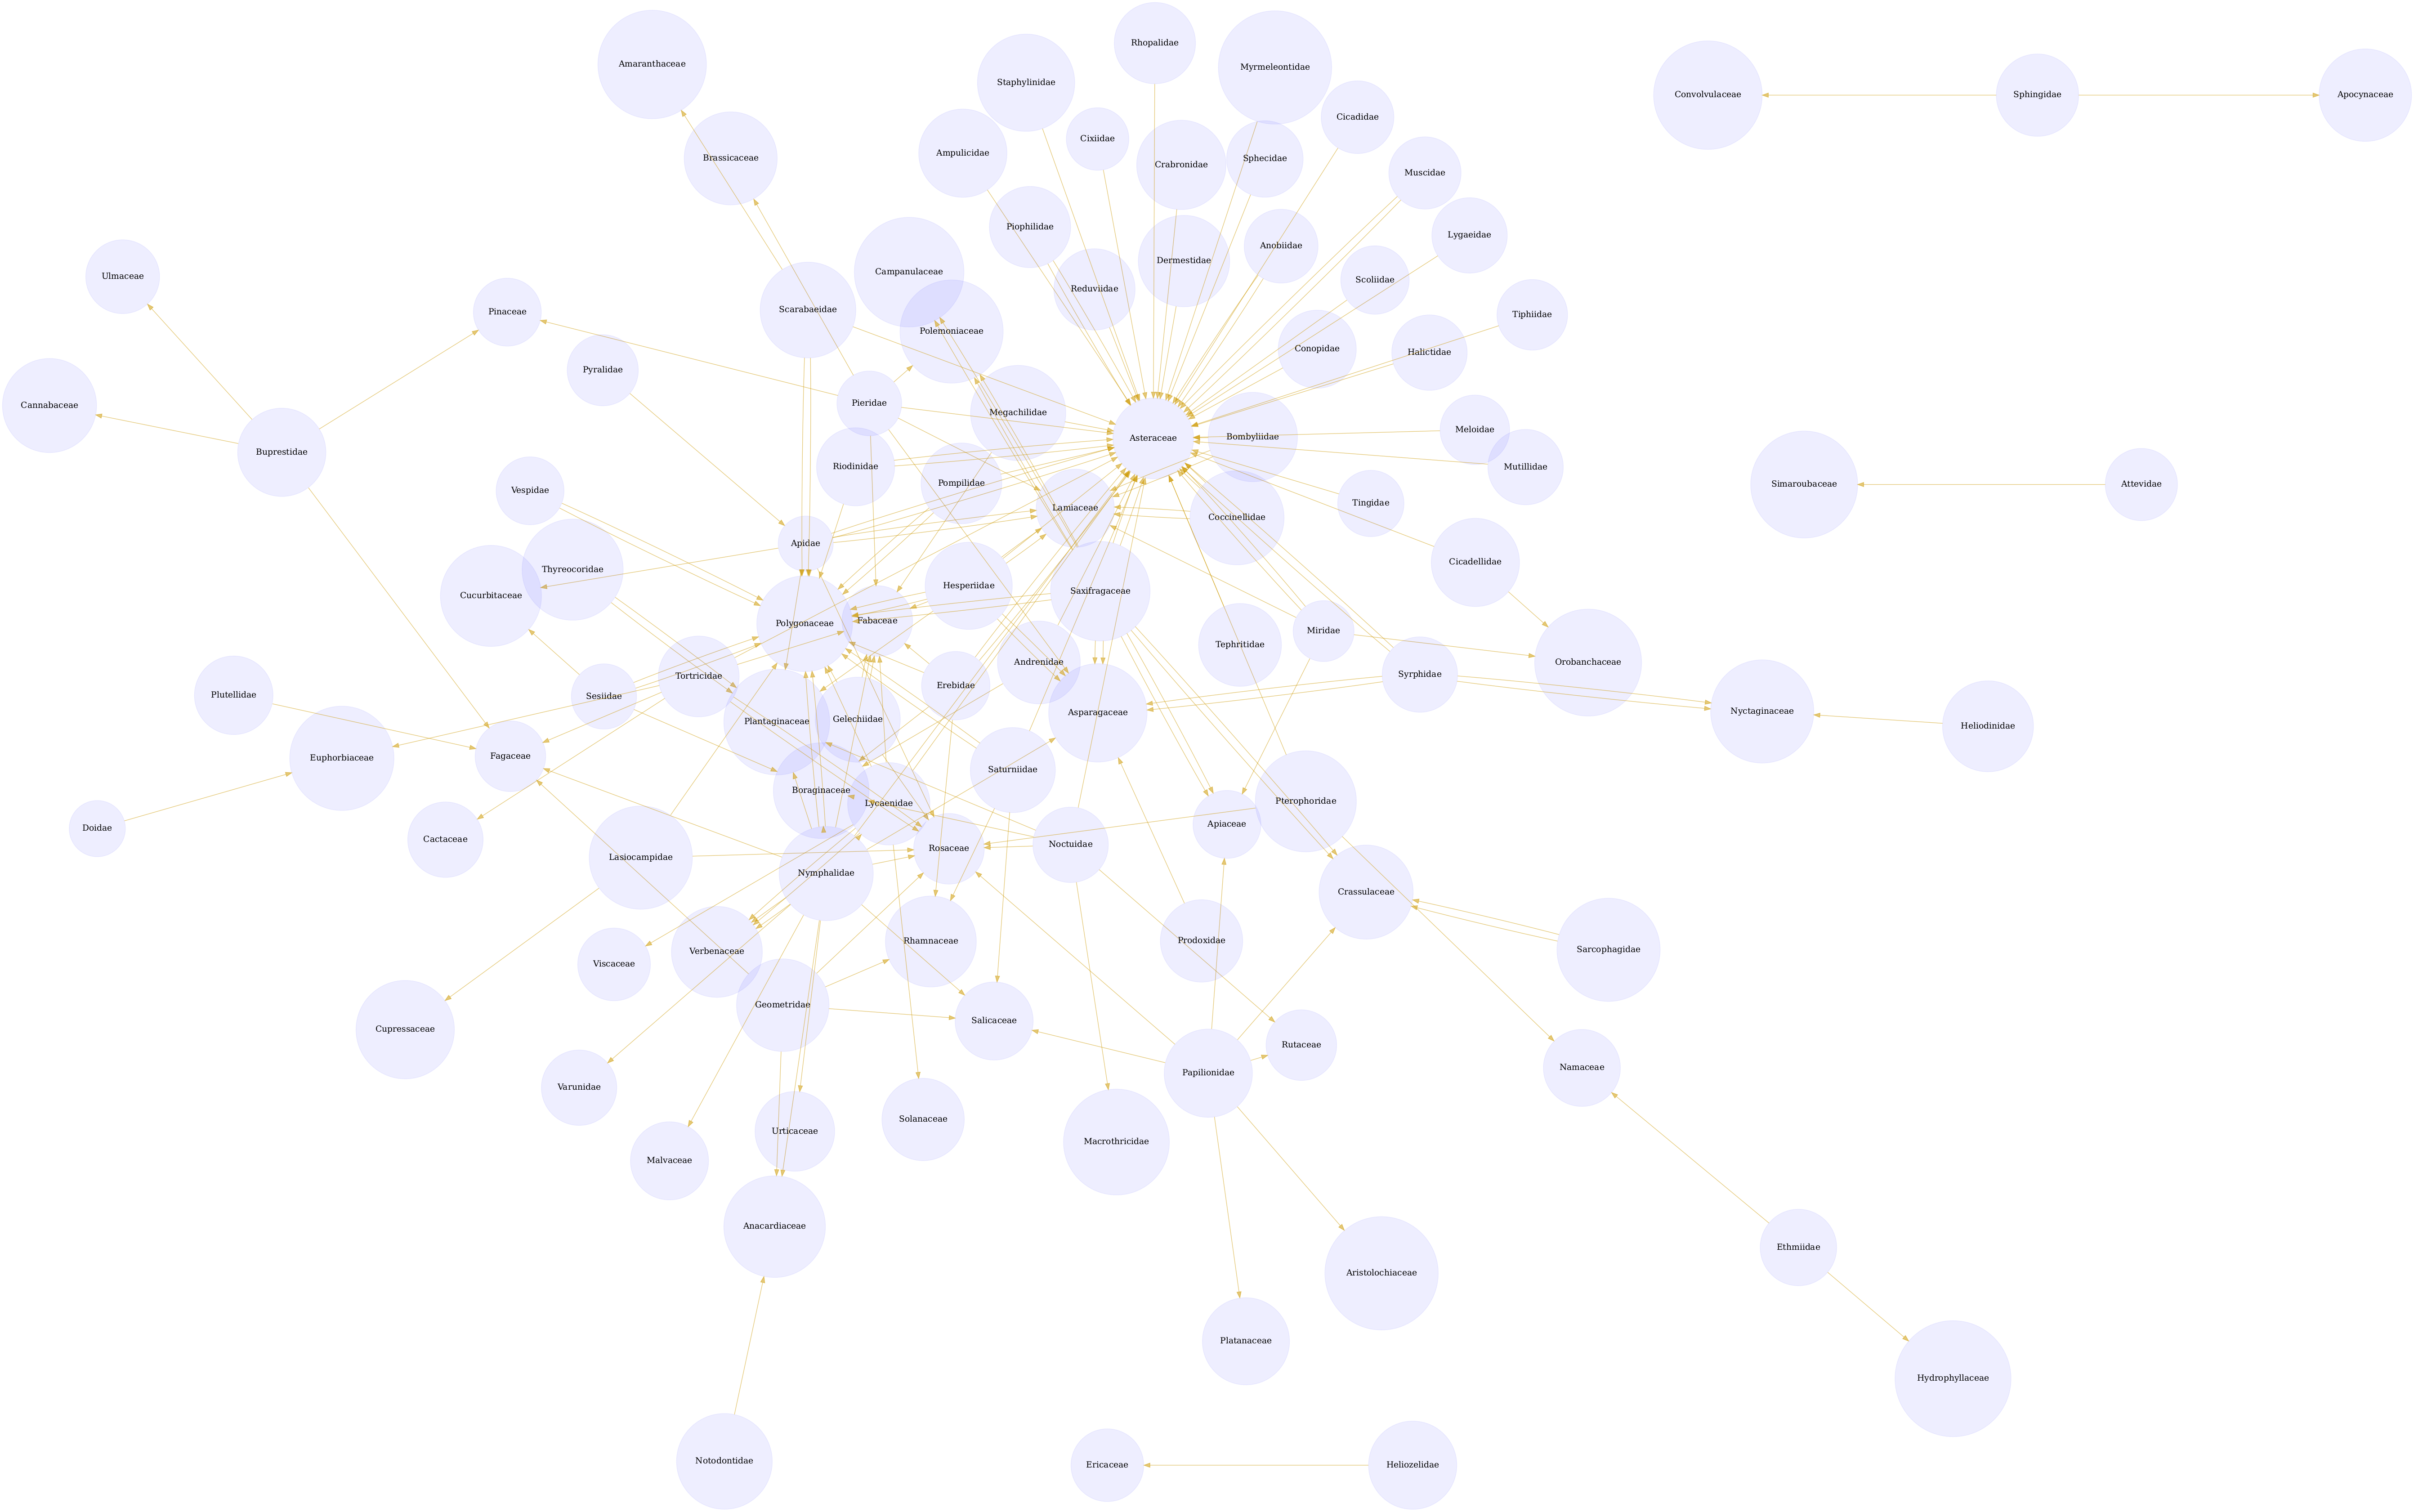 Rhopalidae
Amaranthaceae
Myrmeleontidae
Staphylinidae
Convolvulaceae
Sphingidae
Apocynaceae
Cicadidae
Cixiidae
Ampulicidae
Brassicaceae
Sphecidae
Crabronidae
Muscidae
Piophilidae
Lygaeidae
Anobiidae
Dermestidae
Campanulaceae
Ulmaceae
Scoliidae
Reduviidae
Scarabaeidae
Pinaceae
Tiphiidae
Polemoniaceae
Conopidae
Halictidae
Pyralidae
Pieridae
Cannabaceae
Megachilidae
Meloidae
Bombyliidae
Asteraceae
Buprestidae
Riodinidae
Mutillidae
Pompilidae
Simaroubaceae
Attevidae
Vespidae
Tingidae
Lamiaceae
Coccinellidae
Apidae
Cicadellidae
Thyreocoridae
Hesperiidae
Saxifragaceae
Cucurbitaceae
Fabaceae
Polygonaceae
Miridae
Tephritidae
Andrenidae
Orobanchaceae
Syrphidae
Tortricidae
Erebidae
Plutellidae
Sesiidae
Nyctaginaceae
Asparagaceae
Gelechiidae
Plantaginaceae
Heliodinidae
Fagaceae
Euphorbiaceae
Saturniidae
Boraginaceae
Pterophoridae
Lycaenidae
Apiaceae
Doidae
Cactaceae
Noctuidae
Rosaceae
Lasiocampidae
Nymphalidae
Crassulaceae
Prodoxidae
Rhamnaceae
Sarcophagidae
Verbenaceae
Viscaceae
Geometridae
Salicaceae
Cupressaceae
Rutaceae
Namaceae
Papilionidae
Varunidae
Solanaceae
Urticaceae
Macrothricidae
Malvaceae
Anacardiaceae
Ethmiidae
Aristolochiaceae
Platanaceae
Hydrophyllaceae
Notodontidae
Ericaceae
Heliozelidae